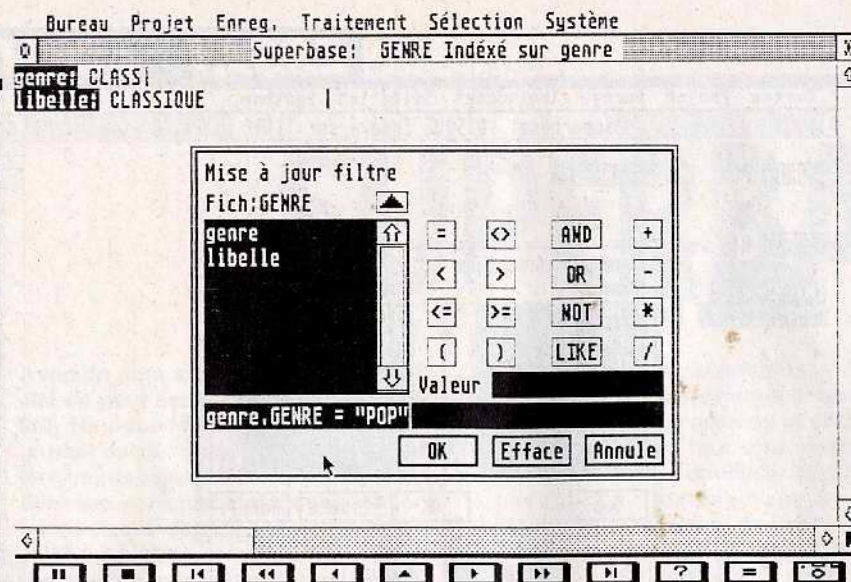 Bureau Projet Enreg. Traitement Sélection Système
Superbase: GENRE Indéxé sur genre
genre: CLASSI
libelle: CLASSIQUE
Mise à jour filtre
Fich:GENRE
genre
libelle
= <> AND +
< > OR -
<= >= NOT *
( ) LIKE /
Valeur
genre.GENRE = "POP"
OK Efface Annule
? =